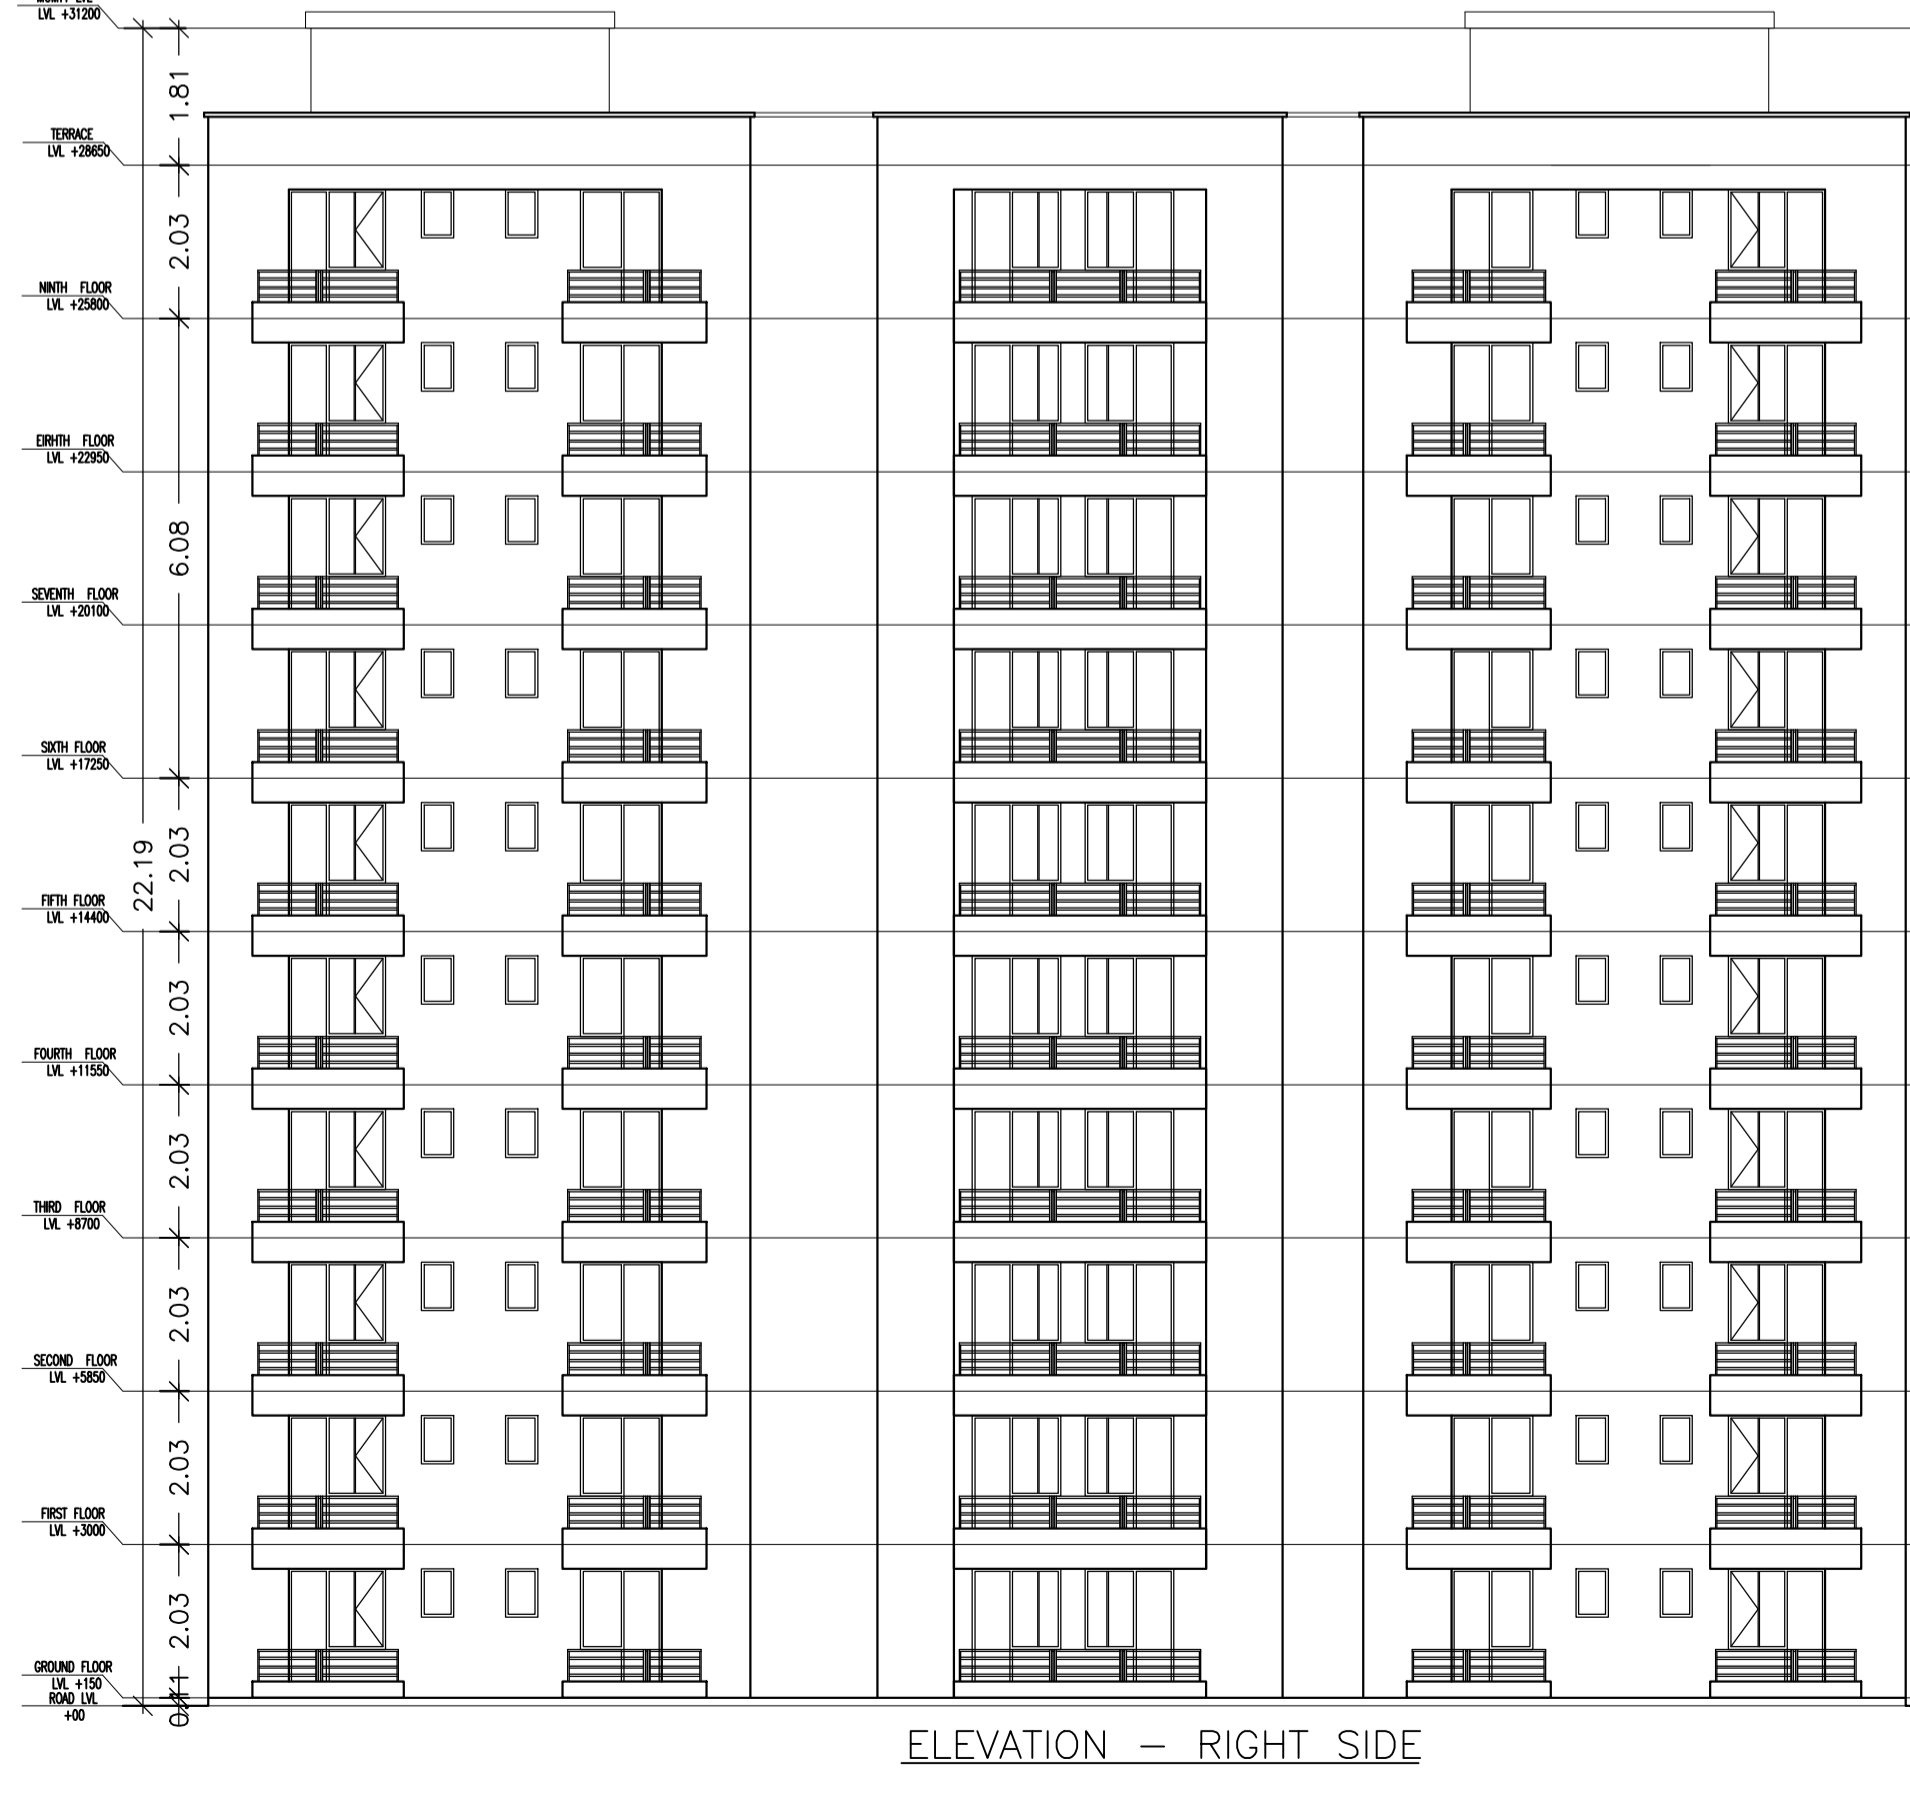 LVL +31200
1.81
TERRACE
LVL +28650
2.03
NINTH FLOOR
LVL +25800
EIRHTH FLOOR
LVL +22950
6.08
SEVENTH FLOOR
LVL +20100
SIXTH FLOOR
LVL +17250
22.19
2.03
FIFTH FLOOR
LVL +14400
2.03
FOURTH FLOOR
LVL +11550
2.03
THIRD FLOOR
LVL +8700
2.03
SECOND FLOOR
LVL +5850
2.03
FIRST FLOOR
LVL +3000
2.03
GROUND FLOOR
LVL +150
0.11
ROAD LVL
+00
ELEVATION - RIGHT SIDE